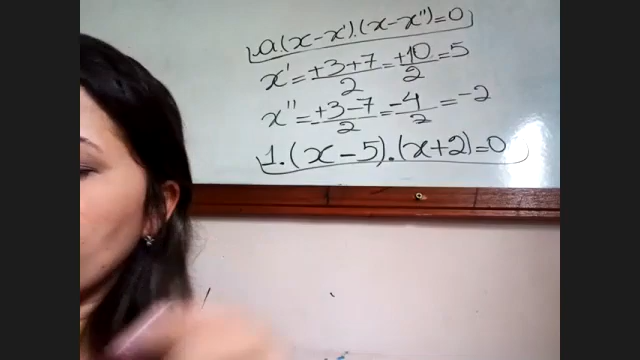 a.(x-x').(x-x'')=0
x'=+3+7/2=+10/2=5
x''=+3-7/2=-4/2=-2
1.(x-5).(x+2)=0